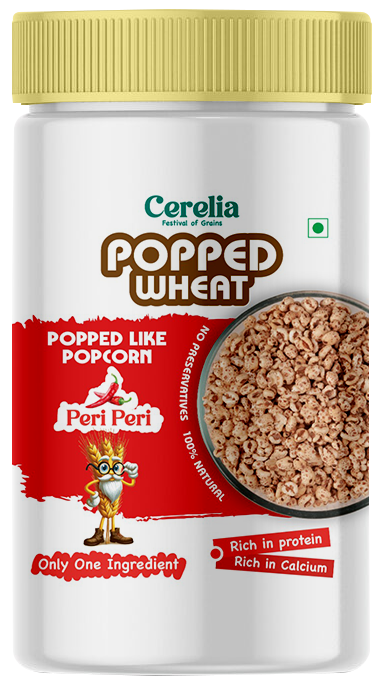 Cerelia
Festival of Grains
POPPED
WHEAT
POPPED LIKE
POPCORN
Peri Peri
NO PRESERVATIVES 100% NATURAL
Only One Ingredient
Rich in protein
Rich in Calcium